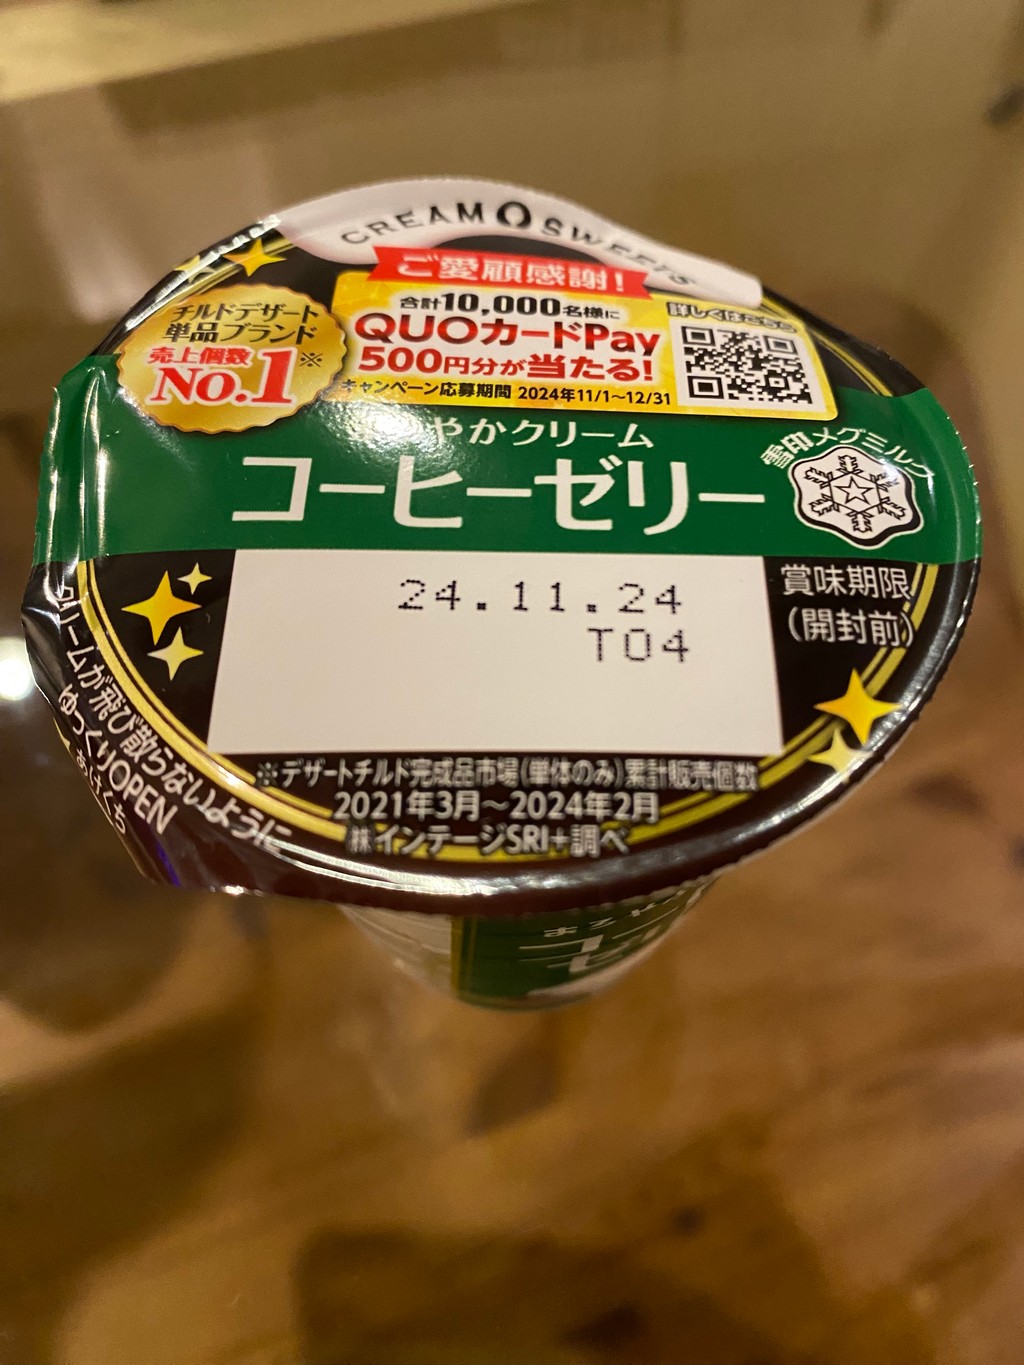 CREAM SWEETS
ご愛顧感謝!
合計10,000名様に
QUOカードPay
500円分が当たる!
キャンペーン応募期間 2024年11/1~12/31
詳しくはこちら
チルドデザート
単品ブランド
売上個数
No.1※
やかクリーム
コーヒーゼリー
雪印メグミルク
24.11.24
T04
賞味期限
(開封前)
クリームが飛び散らないように
ゆっくりOPEN
あけくち
※デザートチルド完成品市場(単体のみ)累計販売個数
2021年3月~2024年2月
㈱インテージSRI+調べ